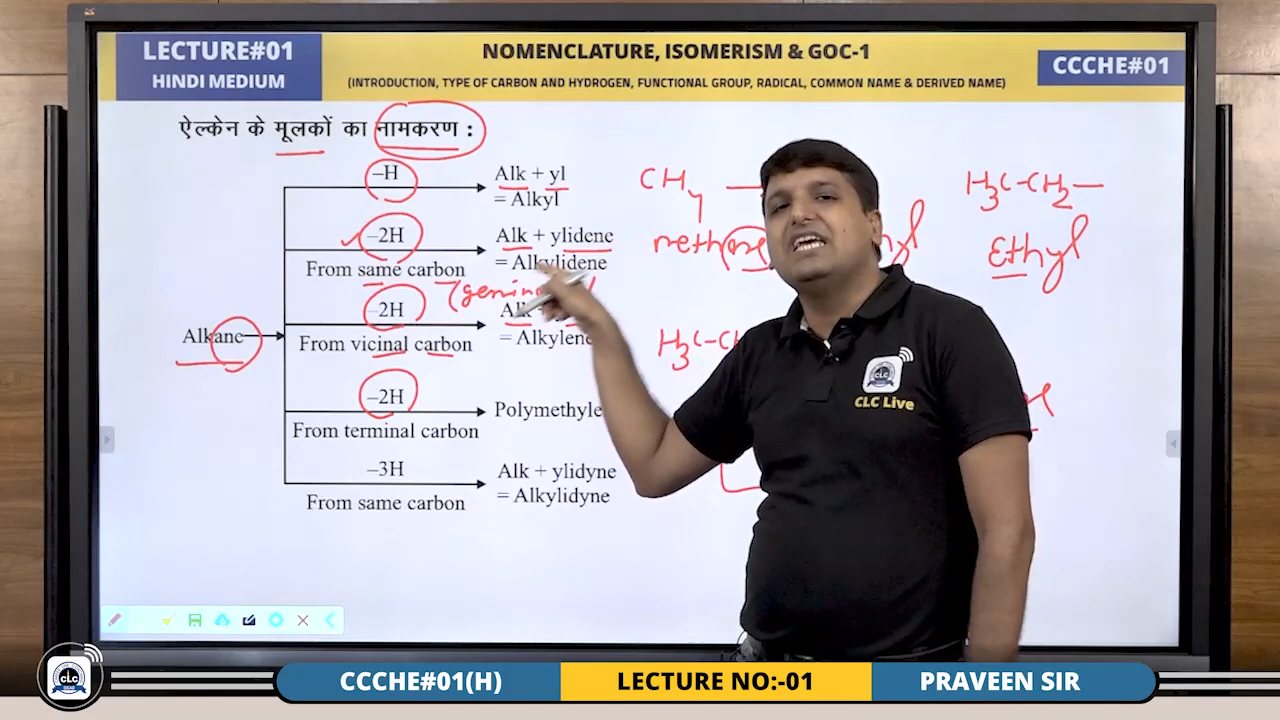 LECTURE#01
HINDI MEDIUM
NOMENCLATURE, ISOMERISM & GOC-1
(INTRODUCTION, TYPE OF CARBON AND HYDROGEN, FUNCTIONAL GROUP, RADICAL, COMMON NAME & DERIVED NAME)
CCCHE#01
ऐल्केन के मूलकों का नामकरण :
–H
Alk + yl
= Alkyl
–2H
From same carbon
Alk + ylidene
= Alkylidene
Alkane
–2H
From vicinal carbon
= Alkylene
–2H
From terminal carbon
–3H
From same carbon
Alk + ylidyne
= Alkylidyne
H3C-CH2—
Ethyl
CLC
CLC Live
CLC
SIKAR
CCCHE#01(H)
LECTURE NO:-01
PRAVEEN SIR